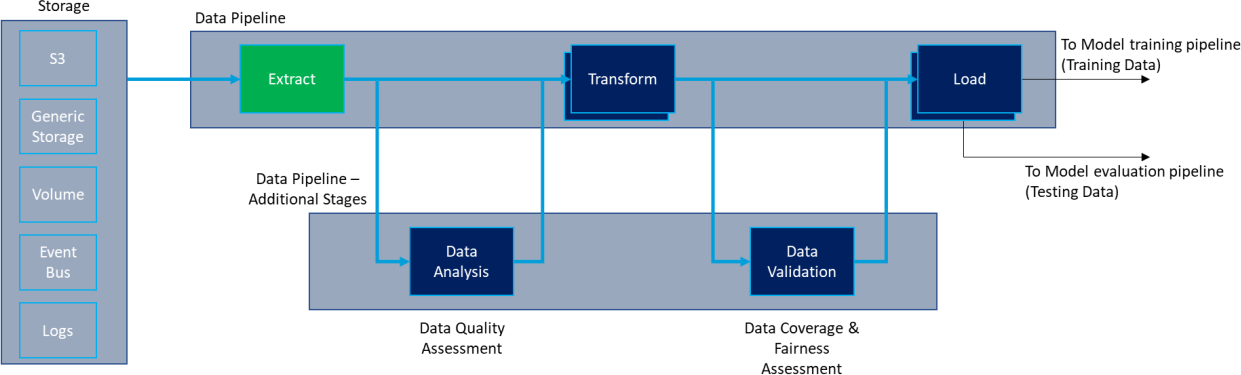 Storage
S3
Generic
Storage
Volume
Event
Bus
Logs
Data Pipeline
Extract
Transform
Load
To Model training pipeline
(Training Data)
To Model evaluation pipeline
(Testing Data)
Data Pipeline –
Additional Stages
Data
Analysis
Data
Validation
Data Quality
Assessment
Data Coverage &
Fairness
Assessment